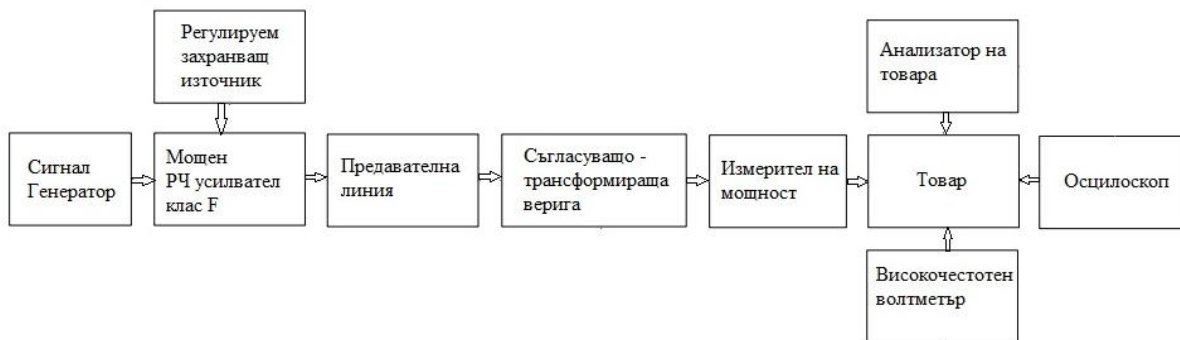 Регулируем
захранващ
източник
Анализатор на
товара
Сигнал
Генератор
Мощен
РЧ усилвател
клас F
Предавателна
линия
Съгласуващо -
трансформираща
верига
Измерител на
мощност
Товар
Осцилоскоп
Високочестотен
волтметър